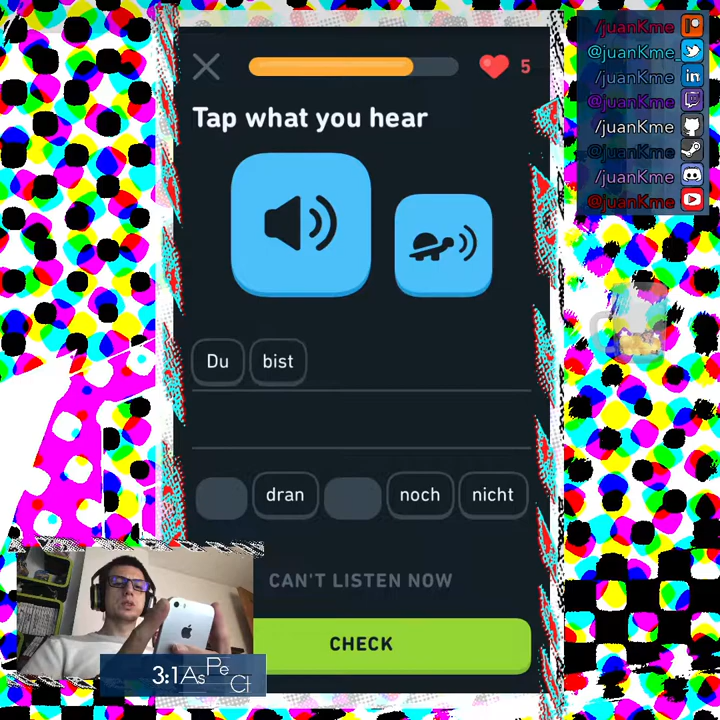 5
Tap what you hear
Du bist
dran noch nicht
CAN'T LISTEN NOW
CHECK
/juanKme
@juanKme_
/juanKme
@juanKme
/juanKme
@juanKme
/juanKme
@juanKme
3:1AsPeCt